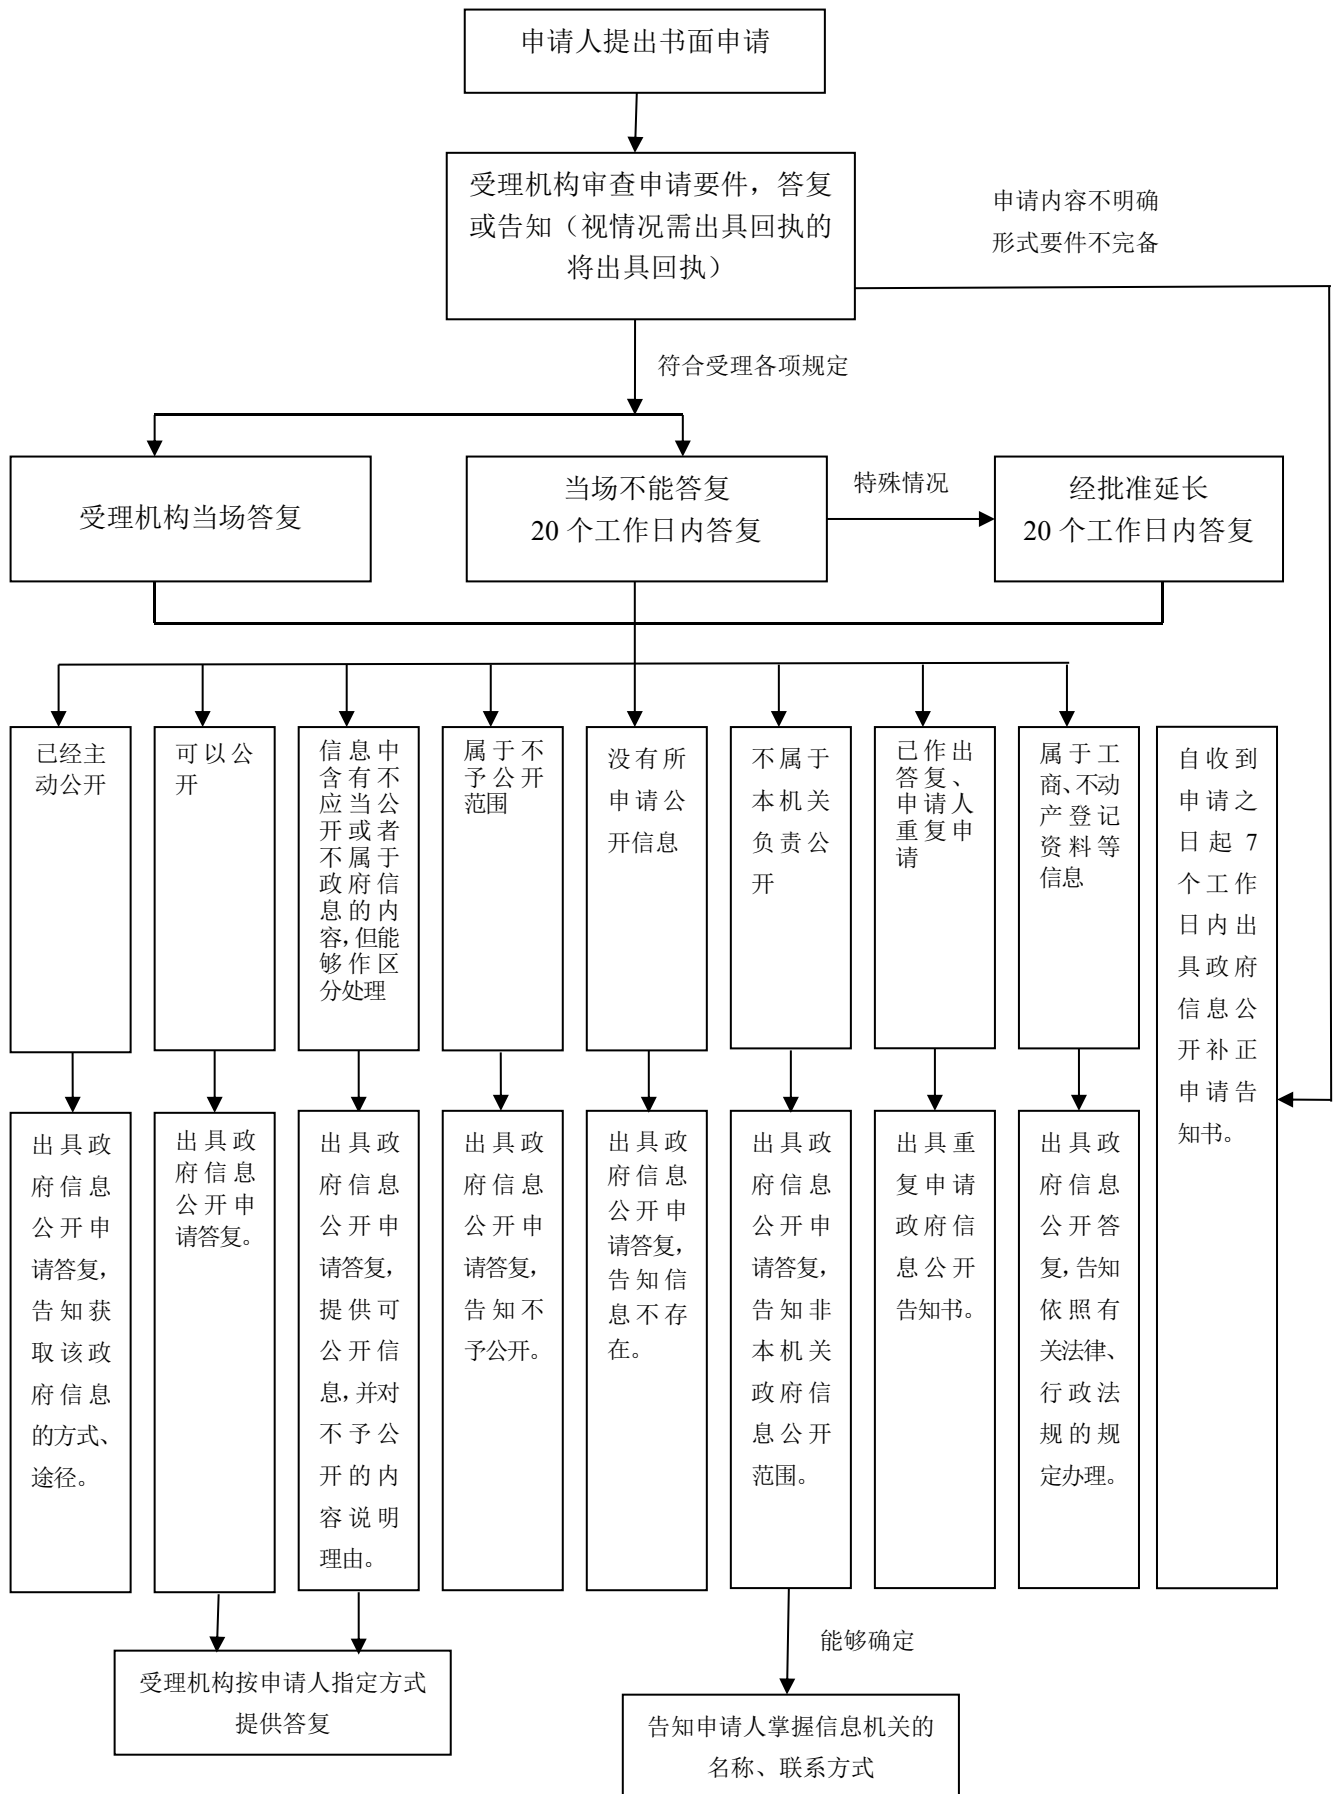 申请人提出书面申请
受理机构审查申请要件，答复
或告知（视情况需出具回执的
将出具回执）
申请内容不明确
形式要件不完备
符合受理各项规定
受理机构当场答复
当场不能答复
20 个工作日内答复
特殊情况
经批准延长
20 个工作日内答复
已经主
动公开
可以公
开
信息中
含有不
应当公
开或者
不属于
政府信
息的内
容，但能
够作区
分处理
属于不
予公开
范围
没有所
申请公
开信息
不属于
本机关
负责公
开
已作出
答复、
申请人
重复申
请
属于工
商、不动
产登记
资料等
信息
自收到
申请之
日起 7
个工作
日内出
具政府
信息公
开补正
申请告
知书。
出具政
府信息
公开申
请答复，
告知获
取该政
府信息
的方式、
途径。
出具政
府信息
公开申
请答复。
出具政
府信息
公开申
请答复，
提供可
公开信
息，并对
不予公
开的内
容说明
理由。
出具政
府信息
公开申
请答复，
告知不
予公开。
出具政
府信息
公开申
请答复，
告知信
息不存
在。
出具政
府信息
公开申
请答复，
告知非
本机关
政府信
息公开
范围。
出具重
复申请
政府信
息公开
告知书。
出具政
府信息
公开答
复，告知
依照有
关法律、
行政法
规的规
定办理。
受理机构按申请人指定方式
提供答复
能够确定
告知申请人掌握信息机关的
名称、联系方式